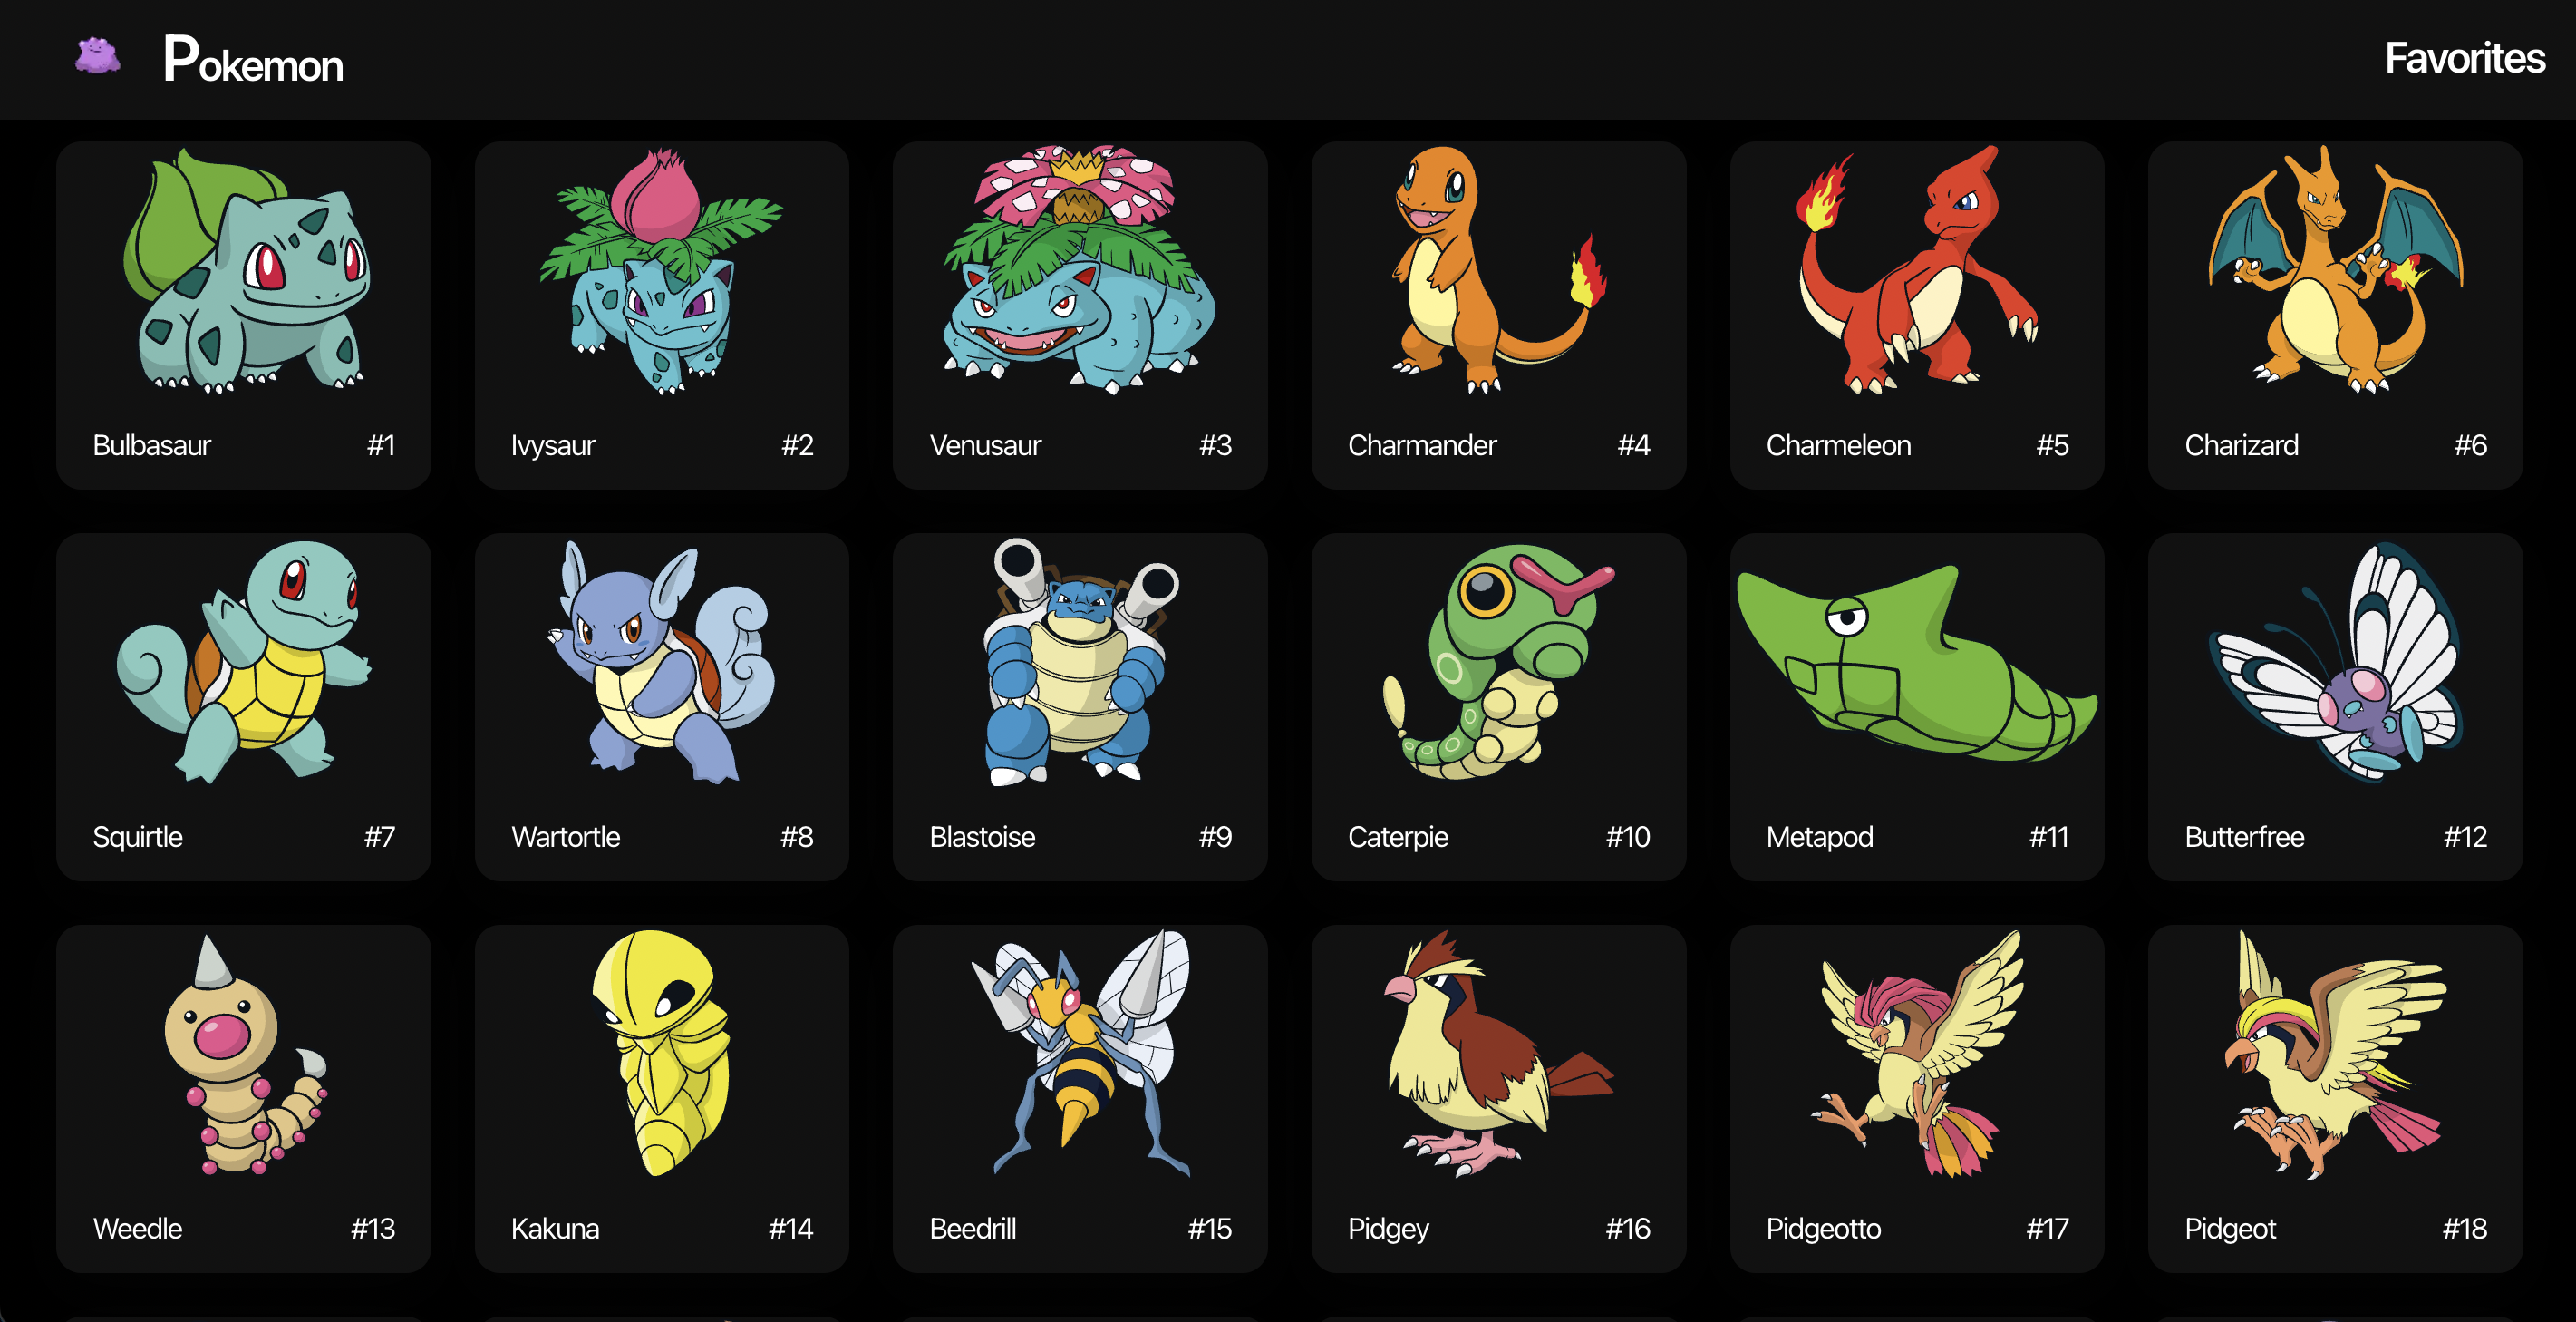 Pokemon
Favorites
Bulbasaur #1
Ivysaur #2
Venusaur #3
Charmander #4
Charmeleon #5
Charizard #6
Squirtle #7
Wartortle #8
Blastoise #9
Caterpie #10
Metapod #11
Butterfree #12
Weedle #13
Kakuna #14
Beedrill #15
Pidgey #16
Pidgeotto #17
Pidgeot #18